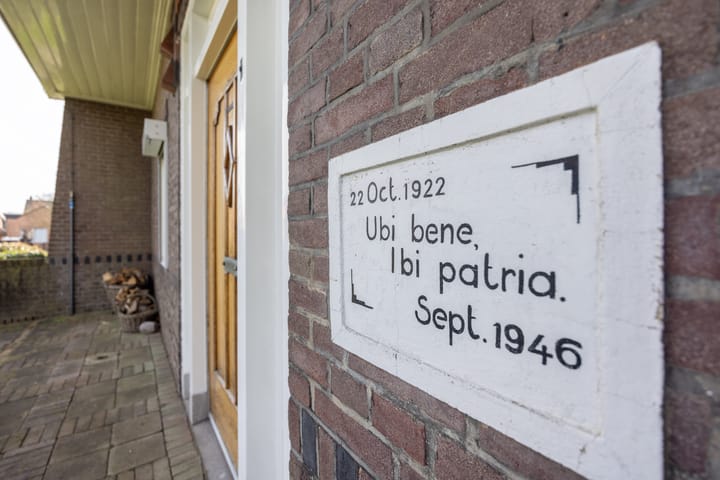 22 Oct. 1922
Ubi bene,
Ibi patria.
Sept. 1946